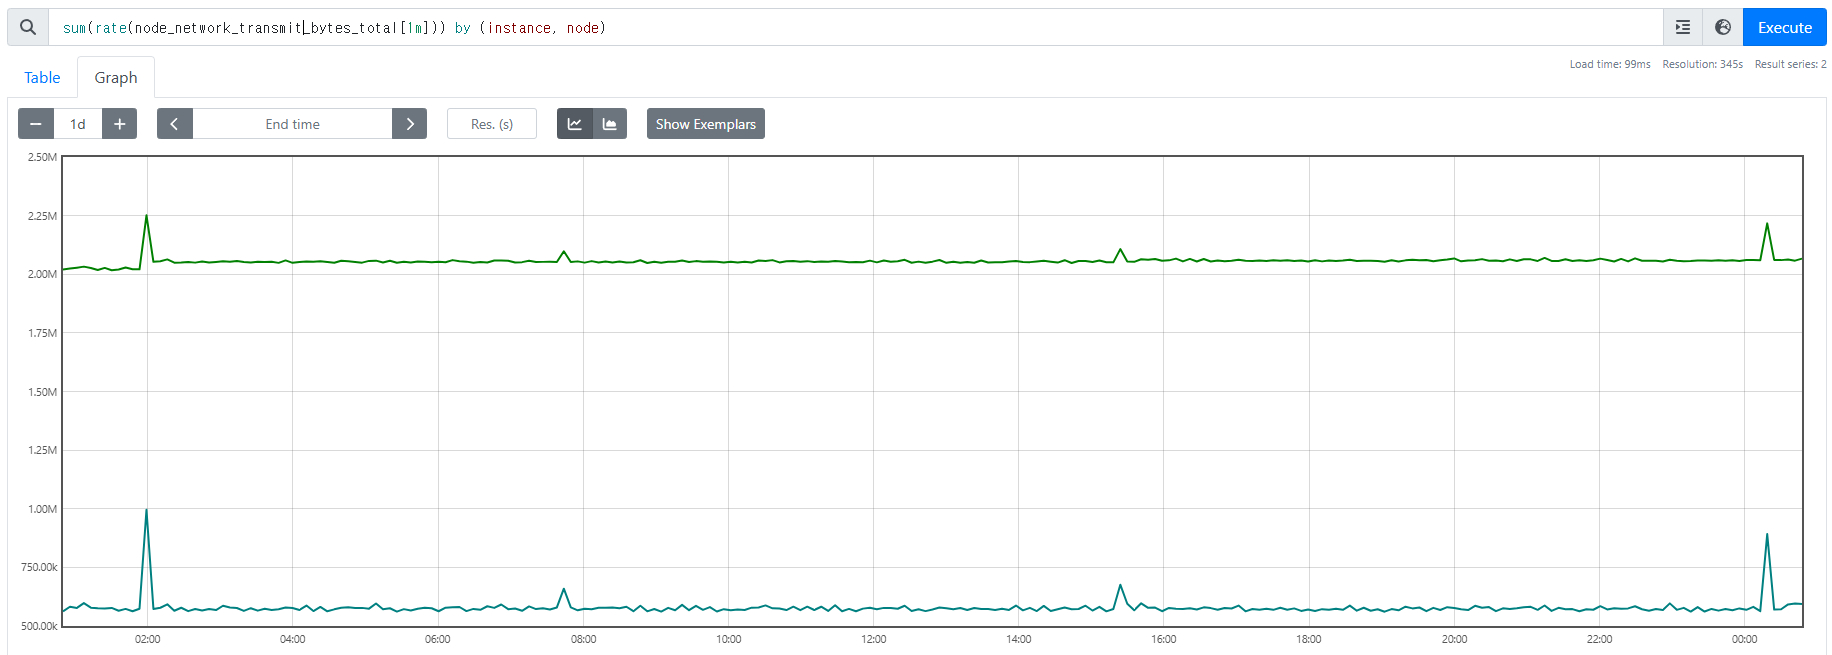 sum(rate(node_network_transmit_bytes_total[1m])) by (instance, node)
Execute
Table
Graph
Load time: 99ms Resolution: 345s Result series: 2
1d
End time
Res. (s)
Show Exemplars
2.50M
2.25M
2.00M
1.75M
1.50M
1.25M
1.00M
750.00k
500.00k
02:00 04:00 06:00 08:00 10:00 12:00 14:00 16:00 18:00 20:00 22:00 00:00